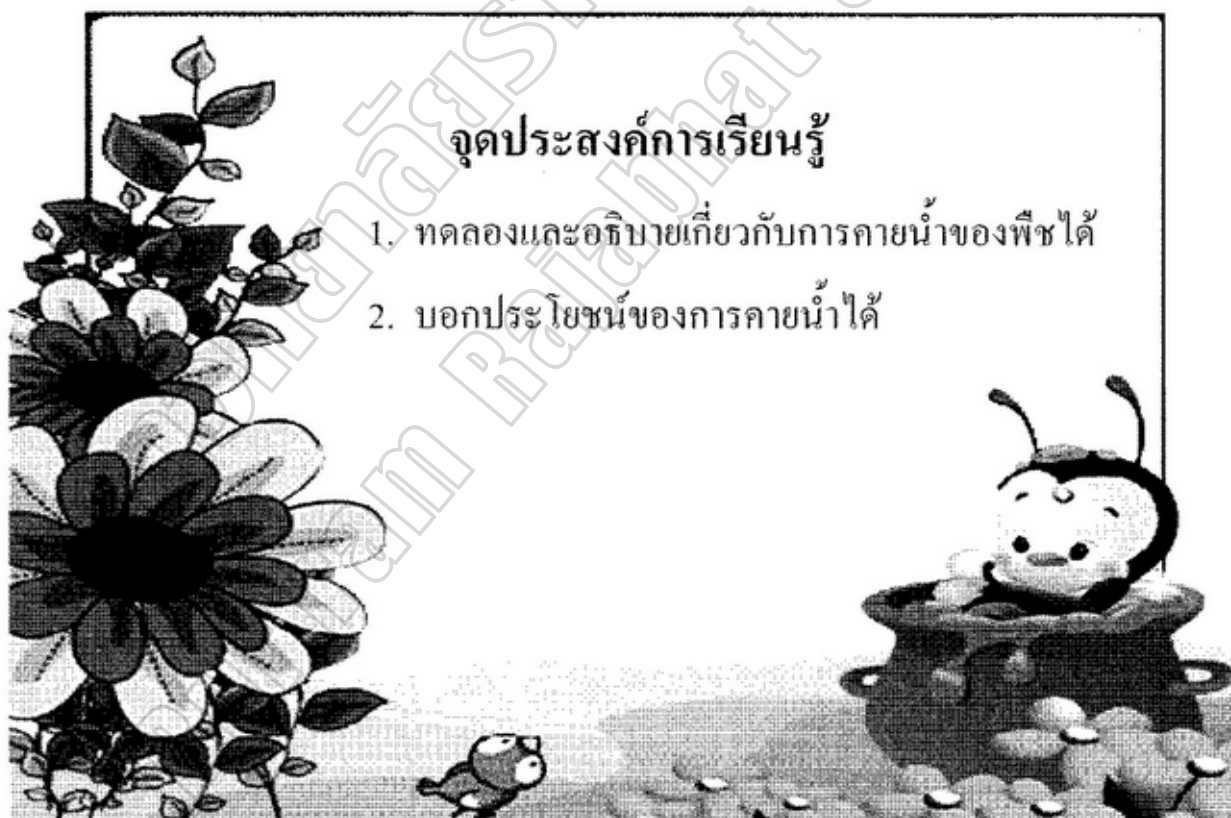 จุดประสงค์การเรียนรู้
1. ทดลองและอธิบายเกี่ยวกับการคายน้ำของพืชได้
2. บอกประโยชน์ของการคายน้ำได้